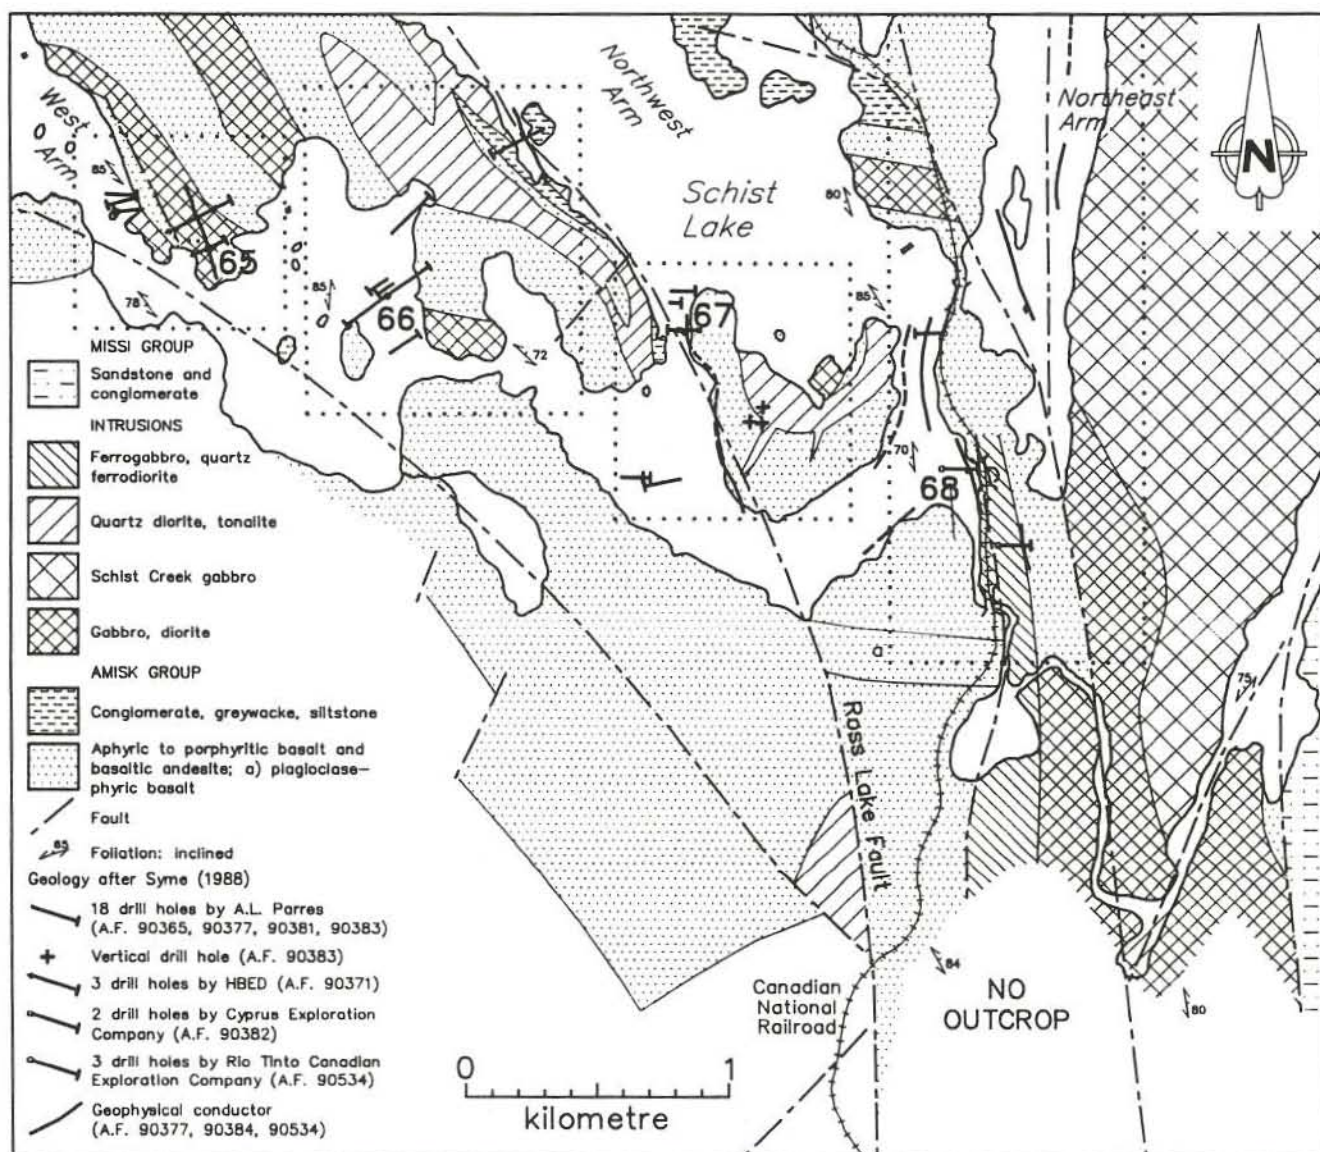 West
Arm
Northwest
Arm
Northeast
Arm
N
Schist
Lake
85
80
65
78
85
66
72
67
85
70
68
MISSI GROUP
Sandstone and
conglomerate
INTRUSIONS
Ferrogabbro, quartz
ferrodiorite
Quartz diorite, tonalite
Schist Creek gabbro
Gabbro, diorite
AMISK GROUP
Conglomerate, greywacke, siltstone
Aphyric to porphyritic basalt and
basaltic andesite; a) plagioclase-
phyric basalt
Fault
85
Foliation: inclined
Geology after Syme (1988)
18 drill holes by A.L. Parres
(A.F. 90365, 90377, 90381, 90383)
Vertical drill hole (A.F. 90383)
3 drill holes by HBED (A.F. 90371)
2 drill holes by Cyprus Exploration
Company (A.F. 90382)
3 drill holes by Rio Tinto Canadian
Exploration Company (A.F. 90534)
Geophysical conductor
(A.F. 90377, 90384, 90534)
a
75
Ross Lake Fault
84
80
Canadian
National
Railroad
NO
OUTCROP
0 1
kilometre